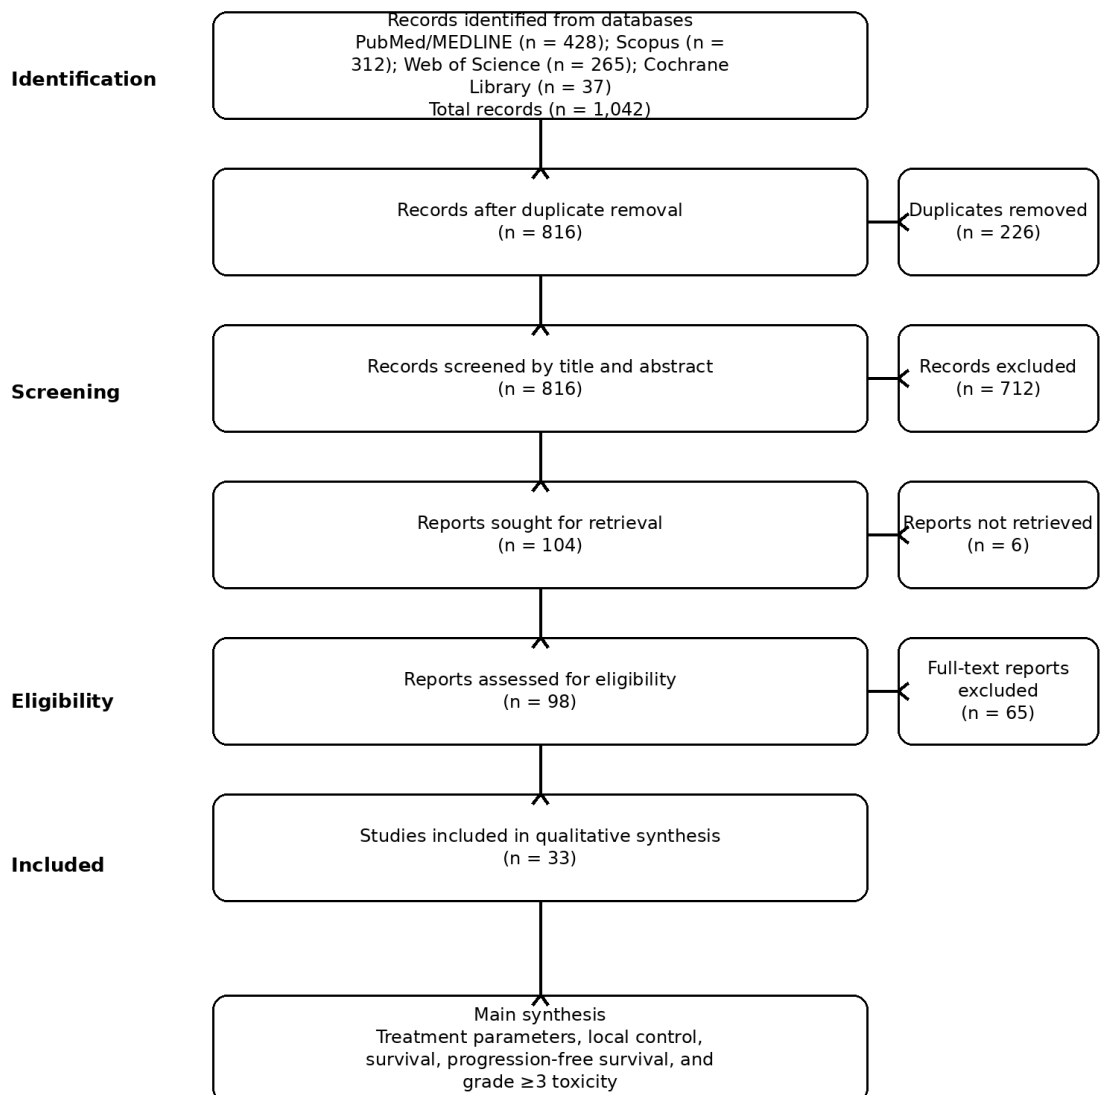 Records identified from databases
PubMed/MEDLINE (n = 428); Scopus (n =
312); Web of Science (n = 265); Cochrane
Library (n = 37)
Total records (n = 1,042)
Identification
Records after duplicate removal
(n = 816)
Duplicates removed
(n = 226)
Records screened by title and abstract
(n = 816)
Records excluded
(n = 712)
Screening
Reports sought for retrieval
(n = 104)
Reports not retrieved
(n = 6)
Reports assessed for eligibility
(n = 98)
Full-text reports
excluded
(n = 65)
Eligibility
Studies included in qualitative synthesis
(n = 33)
Included
Main synthesis
Treatment parameters, local control,
survival, progression-free survival, and
grade ≥3 toxicity